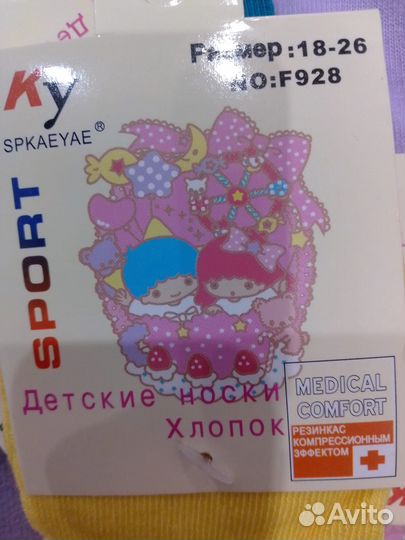 Ky
SPKAEYAE®
SPORT
Размер:18-26
NO:F928
Детские носки
Хлопок
MEDICAL
COMFORT
РЕЗИНКАС
КОМПРЕССИОННЫМ
ЭФФЕКТОМ
Avito